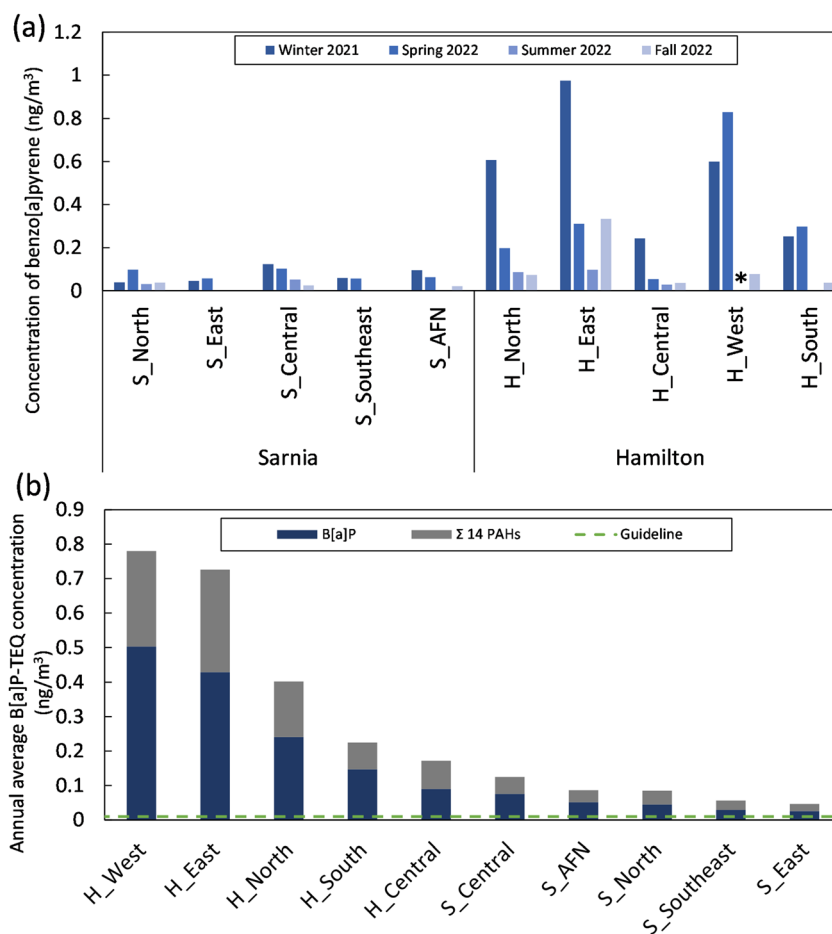 (a)
Concentration of benzo[a]pyrene (ng/m³)
1.2
1
0.8
0.6
0.4
0.2
0
Winter 2021 Spring 2022 Summer 2022 Fall 2022
*
S_North
S_East
S_Central
S_Southeast
S_AFN
H_North
H_East
H_Central
H_West
H_South
Sarnia Hamilton
(b)
Annual average B[a]P-TEQ concentration
(ng/m³)
0.9
0.8
0.7
0.6
0.5
0.4
0.3
0.2
0.1
0
B[a]P Σ 14 PAHs Guideline
H_West
H_East
H_North
H_South
H_Central
S_Central
S_AFN
S_North
S_Southeast
S_East